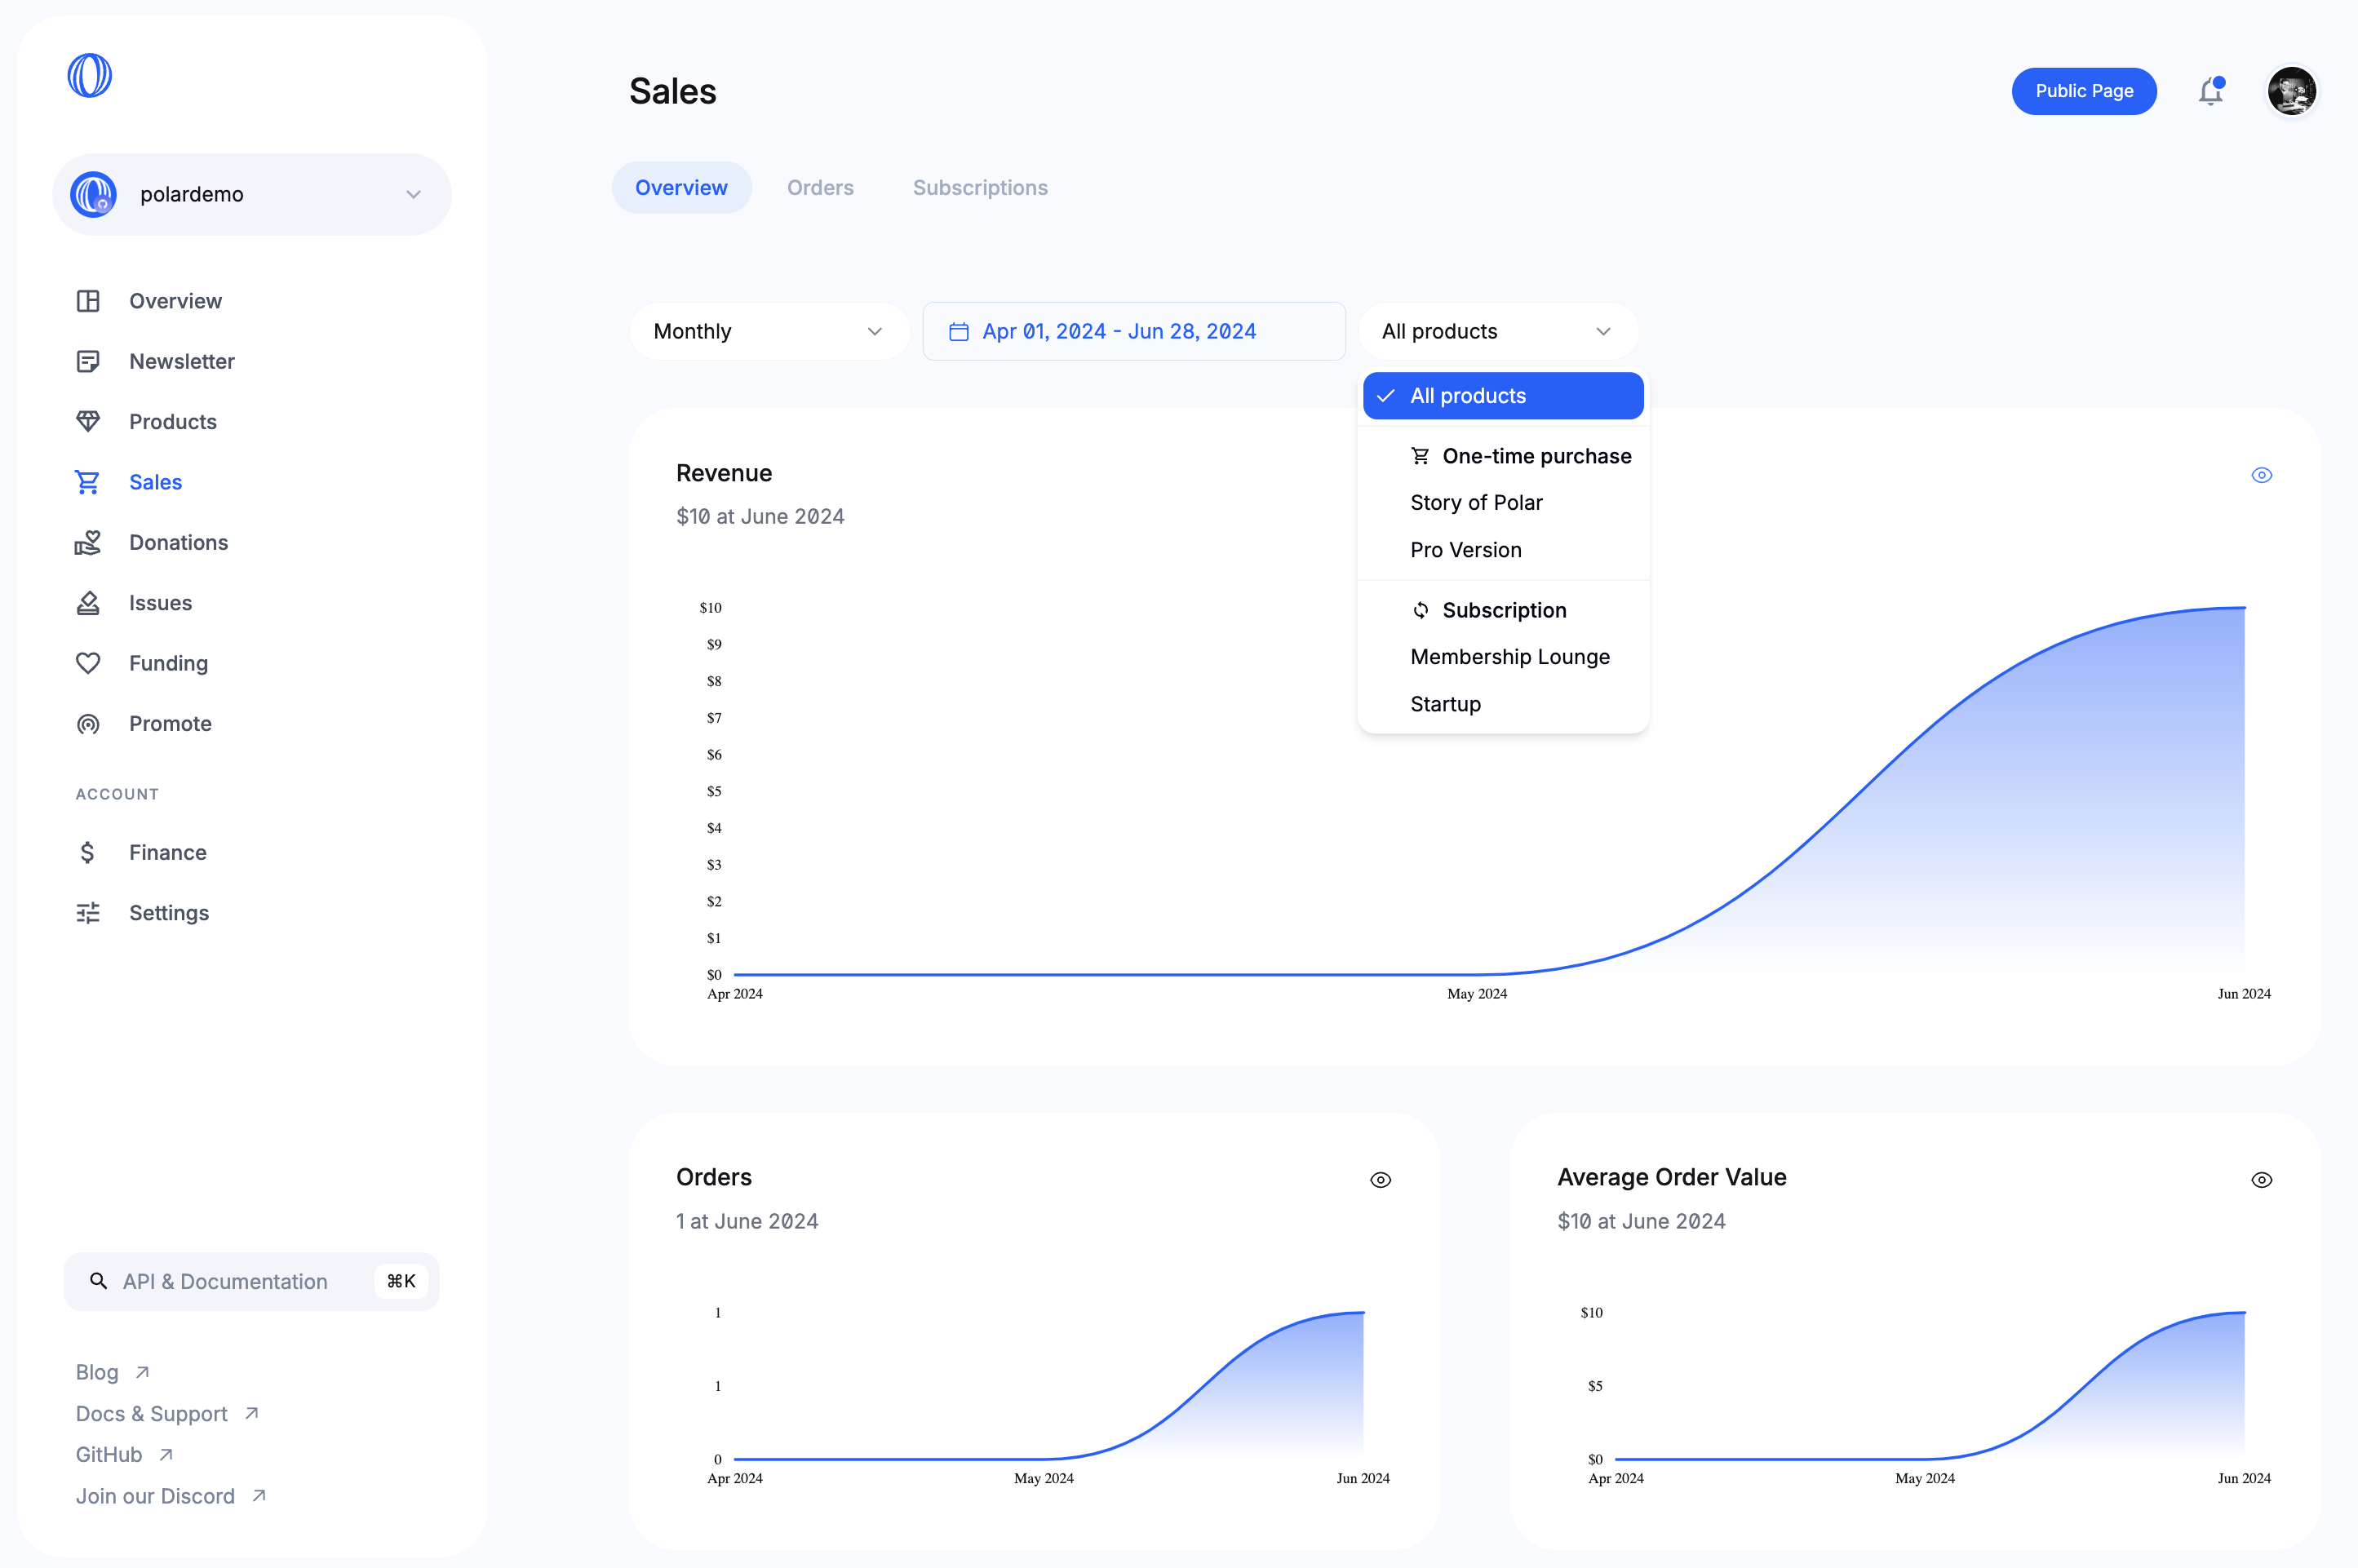 polardemo
Overview
Newsletter
Products
Sales
Donations
Issues
Funding
Promote
ACCOUNT
Finance
Settings
API & Documentation ⌘K
Blog
Docs & Support
GitHub
Join our Discord
Sales
Public Page
Overview Orders Subscriptions
Monthly Apr 01, 2024 - Jun 28, 2024 All products
All products
One-time purchase
Story of Polar
Pro Version
Subscription
Membership Lounge
Startup
Revenue
$10 at June 2024
$10
$9
$8
$7
$6
$5
$4
$3
$2
$1
$0
Apr 2024 May 2024 Jun 2024
Orders
1 at June 2024
1
1
0
Apr 2024 May 2024 Jun 2024
Average Order Value
$10 at June 2024
$10
$5
$0
Apr 2024 May 2024 Jun 2024